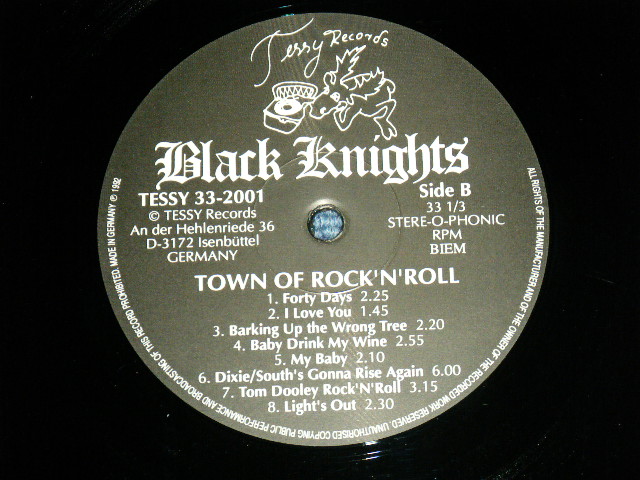 Tessy Records
Black Knights
TESSY 33-2001
© TESSY Records
An der Hehlenriede 36
D-3172 Isenbüttel
GERMANY
Side B
33 1/3
STERE-O-PHONIC
RPM
BIEM
TOWN OF ROCK'N'ROLL
1. Forty Days 2.25
2. I Love You 1.45
3. Barking Up the Wrong Tree 2.20
4. Baby Drink My Wine 2.55
5. My Baby 2.10
6. Dixie/South's Gonna Rise Again 6.00
7. Tom Dooley Rock'N'Roll 3.15
8. Light's Out 2.30
ALL RIGHTS OF THE MANUFACTURER AND OF THE OWNER OF THE RECORDED WORK RESERVED. UNAUTHORISED COPYING PUBLIC PERFORMANCE AND BROADCASTING OF THIS RECORD PROHIBITED. MADE IN GERMANY ℗ 1992